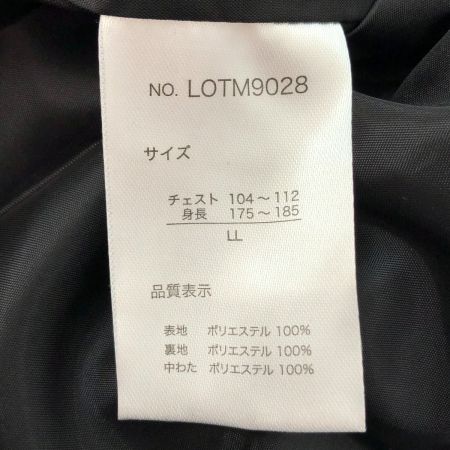 NO. LOTM9028
サイズ
チェスト 104～112
身長 175～185
LL
品質表示
表地 ポリエステル 100%
裏地 ポリエステル 100%
中わた ポリエステル 100%